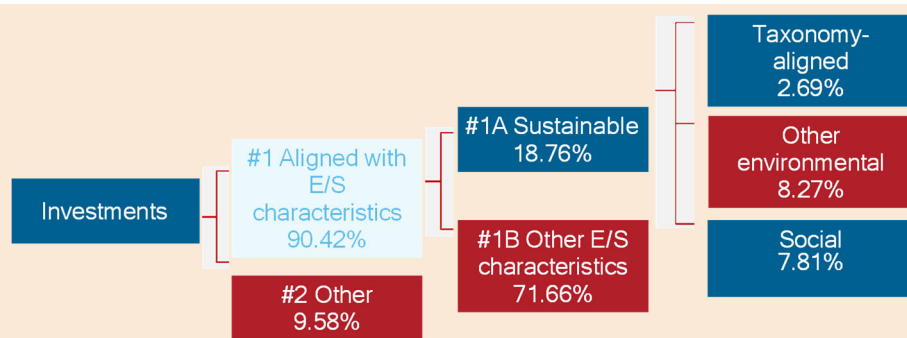 Investments
#1 Aligned with
E/S
characteristics
90.42%
#2 Other
9.58%
#1A Sustainable
18.76%
#1B Other E/S
characteristics
71.66%
Taxonomy-
aligned
2.69%
Other
environmental
8.27%
Social
7.81%